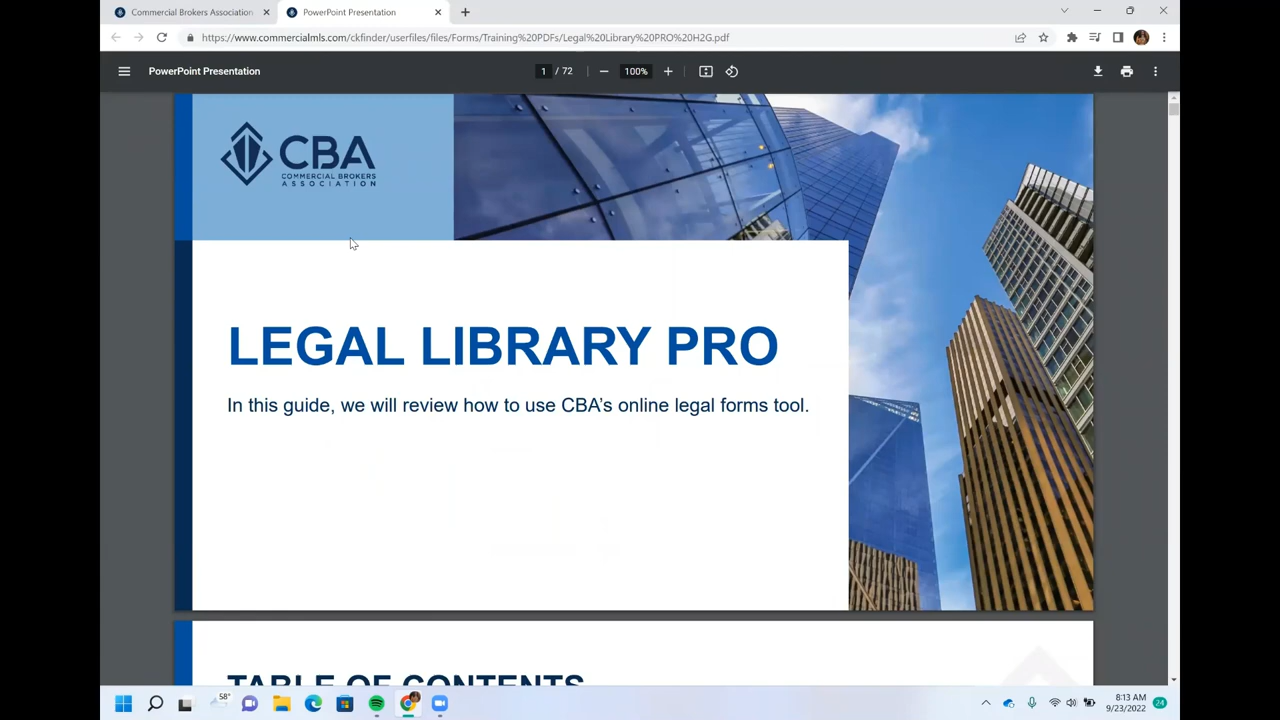 Commercial Brokers Association
PowerPoint Presentation
https://www.commercialmls.com/ckfinder/userfiles/files/Forms/Training%20PDFs/Legal%20Library%20PRO%20H2G.pdf
PowerPoint Presentation
1 / 72
100%
CBA
COMMERCIAL BROKERS
ASSOCIATION
LEGAL LIBRARY PRO
In this guide, we will review how to use CBA's online legal forms tool.
TABLE OF CONTENTS
58°
8:13 AM
9/23/2022
24